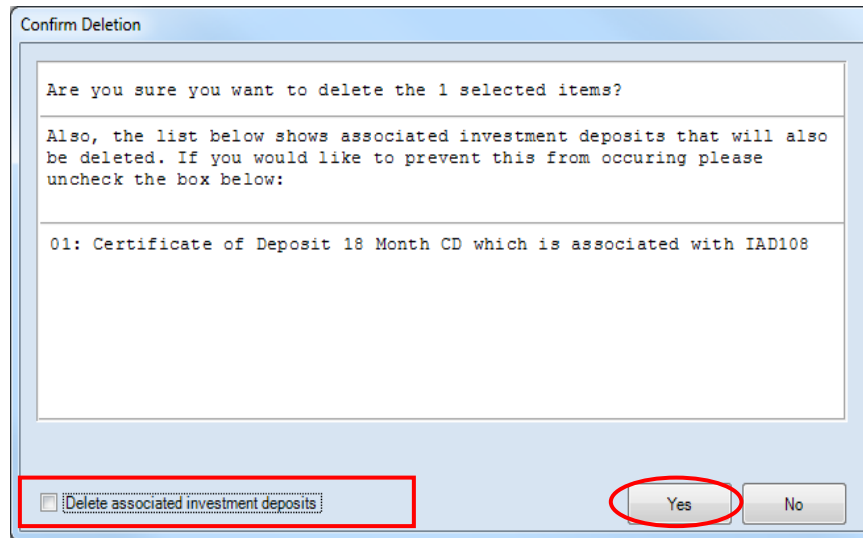 Confirm Deletion
Are you sure you want to delete the 1 selected items?
Also, the list below shows associated investment deposits that will also
be deleted. If you would like to prevent this from occuring please
uncheck the box below:
01: Certificate of Deposit 18 Month CD which is associated with IAD108
Delete associated investment deposits
Yes
No